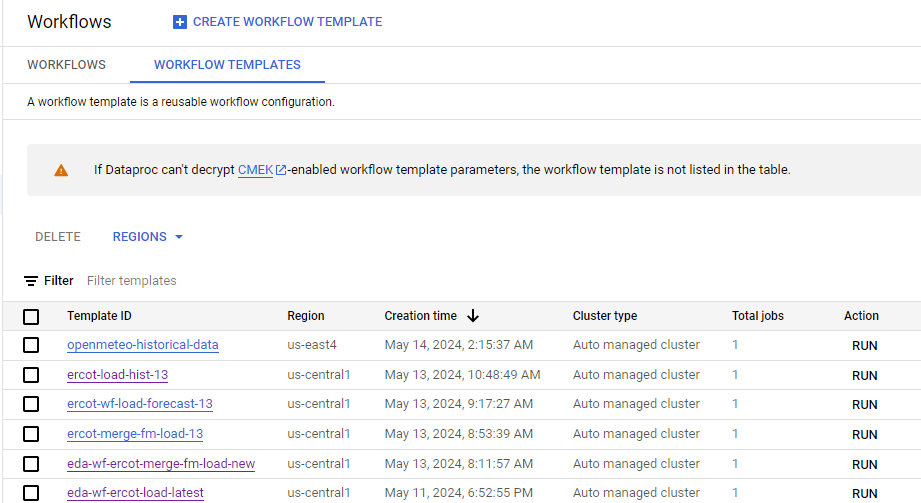 Workflows CREATE WORKFLOW TEMPLATE
WORKFLOWS WORKFLOW TEMPLATES
A workflow template is a reusable workflow configuration.
If Dataproc can't decrypt CMEK-enabled workflow template parameters, the workflow template is not listed in the table.
DELETE REGIONS
Filter Filter templates
Template ID Region Creation time Cluster type Total jobs Action
openmeteo-historical-data us-east4 May 14, 2024, 2:15:37 AM Auto managed cluster 1 RUN
ercot-load-hist-13 us-central1 May 13, 2024, 10:48:49 AM Auto managed cluster 1 RUN
ercot-wf-load-forecast-13 us-central1 May 13, 2024, 9:17:27 AM Auto managed cluster 1 RUN
ercot-merge-fm-load-13 us-central1 May 13, 2024, 8:53:39 AM Auto managed cluster 1 RUN
eda-wf-ercot-merge-fm-load-new us-central1 May 13, 2024, 8:11:57 AM Auto managed cluster 1 RUN
eda-wf-ercot-load-latest us-central1 May 11, 2024, 6:52:55 PM Auto managed cluster 1 RUN